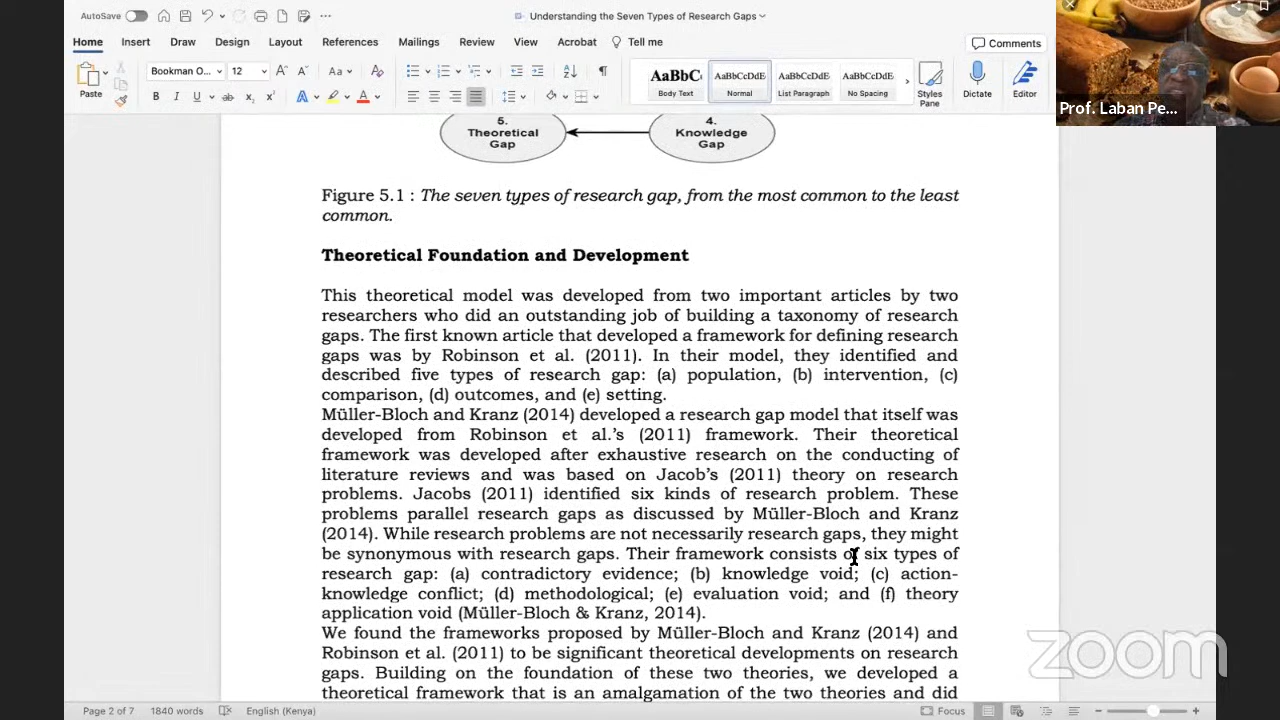 AutoSave
Understanding the Seven Types of Research Gaps
Home Insert Draw Design Layout References Mailings Review View Acrobat Tell me
Comments
Paste
Bookman O... 12
AaBbC AaBbCcDdE AaBbCcDdE AaBbCcDdE
Body Text Normal List Paragraph No Spacing
Styles Pane
Dictate
Editor
Prof. Laban Pe...
5.
Theoretical
Gap
4.
Knowledge
Gap
Figure 5.1 : The seven types of research gap, from the most common to the least
common.
Theoretical Foundation and Development
This theoretical model was developed from two important articles by two
researchers who did an outstanding job of building a taxonomy of research
gaps. The first known article that developed a framework for defining research
gaps was by Robinson et al. (2011). In their model, they identified and
described five types of research gap: (a) population, (b) intervention, (c)
comparison, (d) outcomes, and (e) setting.
Müller-Bloch and Kranz (2014) developed a research gap model that itself was
developed from Robinson et al.’s (2011) framework. Their theoretical
framework was developed after exhaustive research on the conducting of
literature reviews and was based on Jacob’s (2011) theory on research
problems. Jacobs (2011) identified six kinds of research problem. These
problems parallel research gaps as discussed by Müller-Bloch and Kranz
(2014). While research problems are not necessarily research gaps, they might
be synonymous with research gaps. Their framework consists of six types of
research gap: (a) contradictory evidence; (b) knowledge void; (c) action-
knowledge conflict; (d) methodological; (e) evaluation void; and (f) theory
application void (Müller-Bloch & Kranz, 2014).
We found the frameworks proposed by Müller-Bloch and Kranz (2014) and
Robinson et al. (2011) to be significant theoretical developments on research
gaps. Building on the foundation of these two theories, we developed a
theoretical framework that is an amalgamation of the two theories and did
zoom
Page 2 of 7 1840 words English (Kenya) Focus